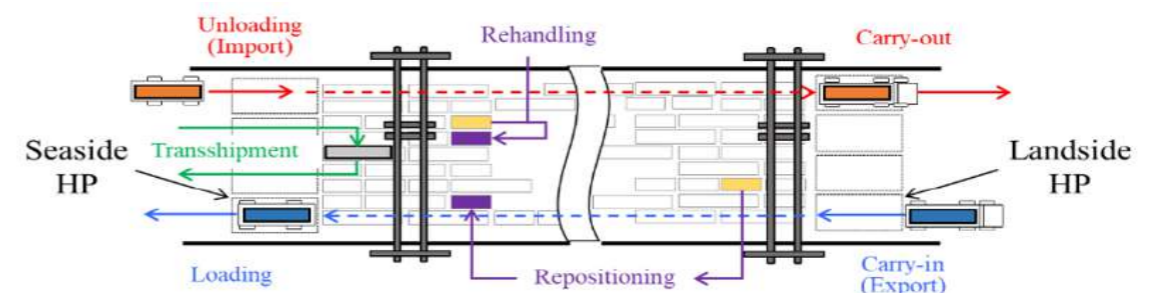 Unloading
(Import)
Rehandling
Carry-out
Seaside
HP
Transshipment
Landside
HP
Loading
Repositioning
Carry-in
(Export)